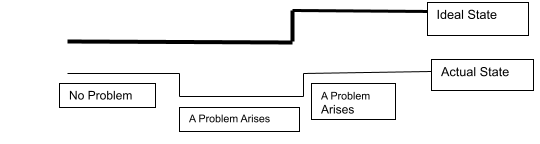 Ideal State
Actual State
No Problem
A Problem Arises
A Problem
Arises